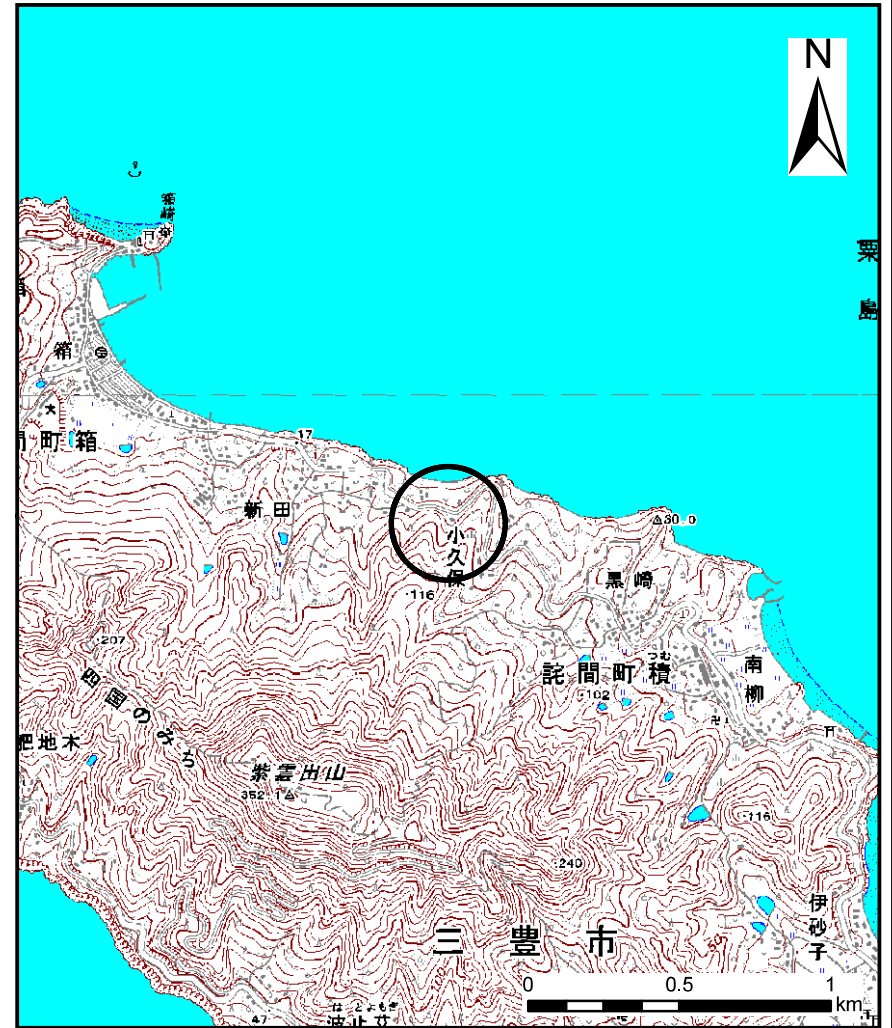 N
箱崎
粟島
箱
町箱
17
新田
小久保
30.0
黒崎
116
207
つむ
詫間町積
102
南柳
四国のみち
肥地木
紫雲出山
352.1
100
116
240
伊砂子
三豊市
50
0 0.5 1
km
47